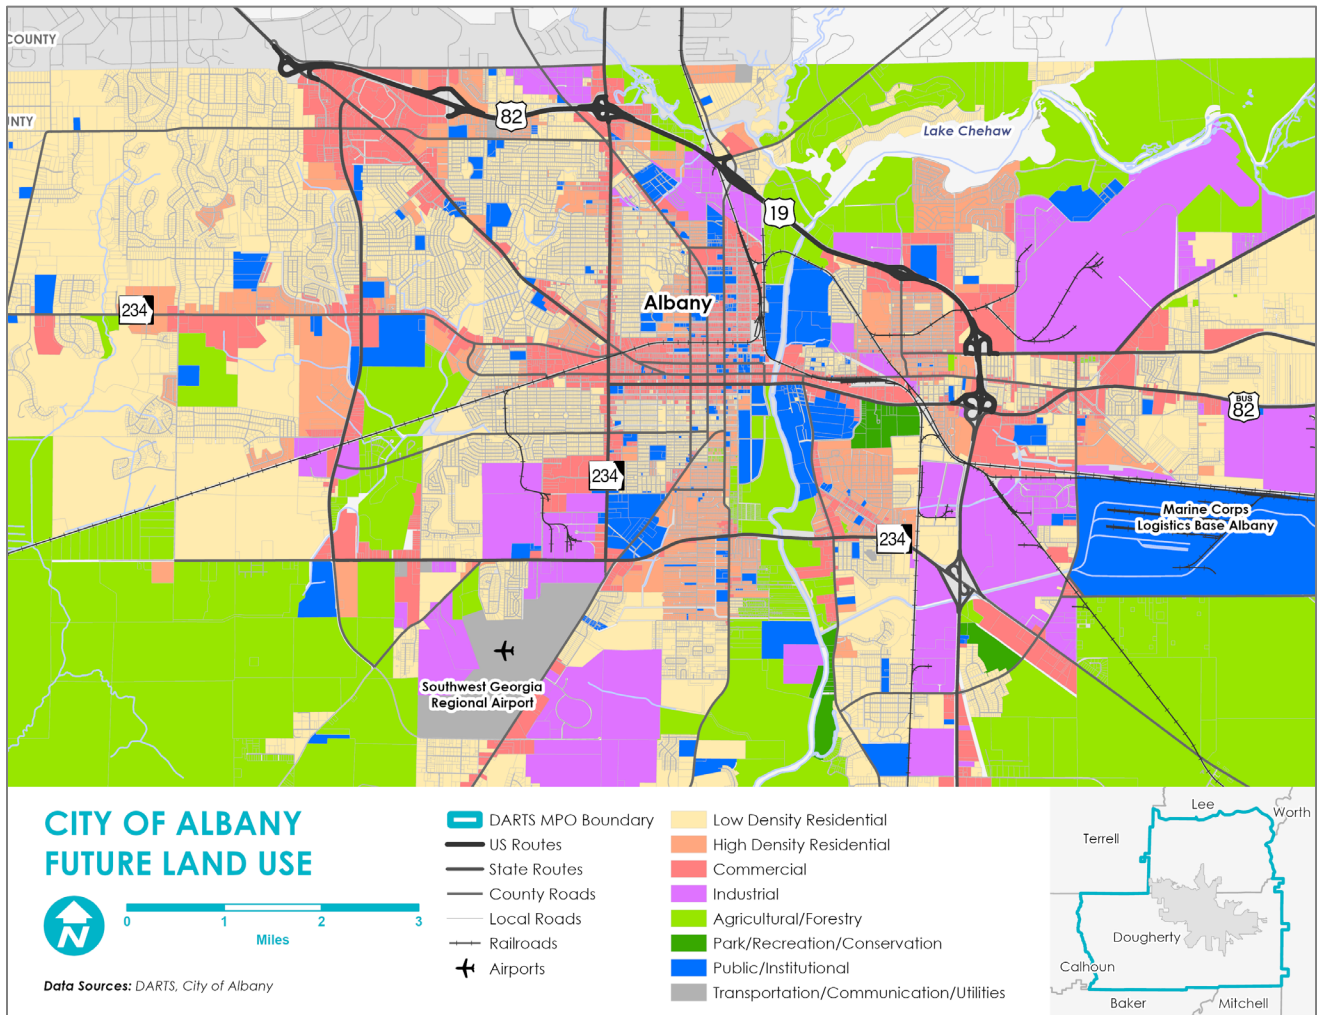 COUNTY
82
Lake Chehaw
NTY
19
234
Albany
BUS
82
234
Marine Corps
Logistics Base Albany
234
Southwest Georgia
Regional Airport
CITY OF ALBANY
FUTURE LAND USE
N
0 1 2 3
Miles
Data Sources: DARTS, City of Albany
DARTS MPO Boundary
US Routes
State Routes
County Roads
Local Roads
Railroads
Airports
Low Density Residential
High Density Residential
Commercial
Industrial
Agricultural/Forestry
Park/Recreation/Conservation
Public/Institutional
Transportation/Communication/Utilities
Lee
Worth
Terrell
Dougherty
Calhoun
Baker
Mitchell